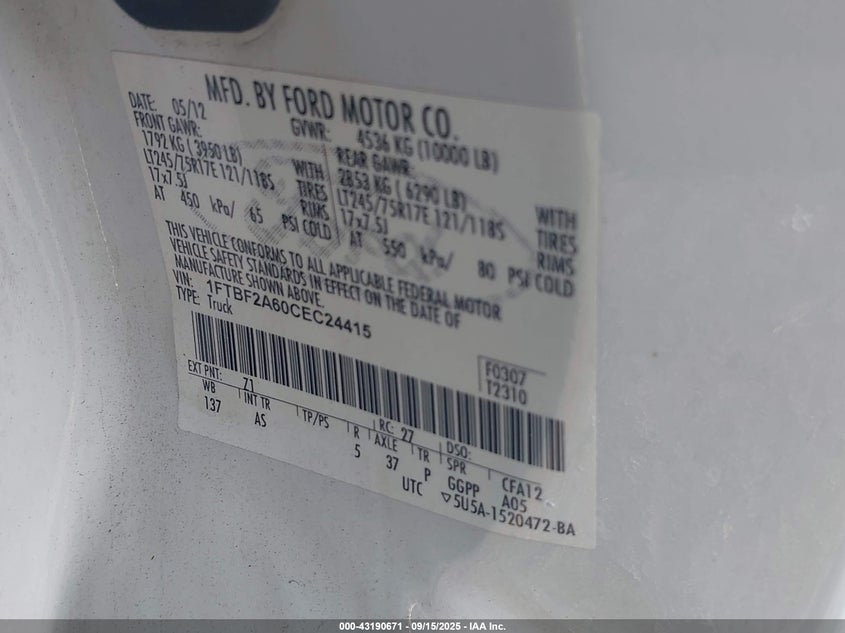 MFD. BY FORD MOTOR CO.
DATE: 05/12
GVWR: 4536 KG (10000 LB)
FRONT GAWR:
1792 KG (3950 LB)
LT245/75R17E 121/118S
17x7.5J
AT 450 kPa/ 65 PSI COLD
WITH
TIRES
RIMS
REAR GAWR:
2853 KG ( 6290 LB)
LT245/75R17E 121/118S
17x7.5J
AT 550 kPa/ 80 PSI COLD
WITH
TIRES
RIMS
THIS VEHICLE CONFORMS TO ALL APPLICABLE FEDERAL MOTOR
VEHICLE SAFETY STANDARDS IN EFFECT ON THE DATE OF
MANUFACTURE SHOWN ABOVE.
VIN: 1FTBF2A60CEC24415
TYPE: Truck
F0307
T2310
EXT PNT: Z1
RC: 27
DSO:
WB INT TR TP/PS R AXLE TR SPR
137 AS 5 37 P GGPP
CFA12
A05
UTC ▽5U5A-1520472-BA
000-43190671 - 09/15/2025 - IAA Inc.